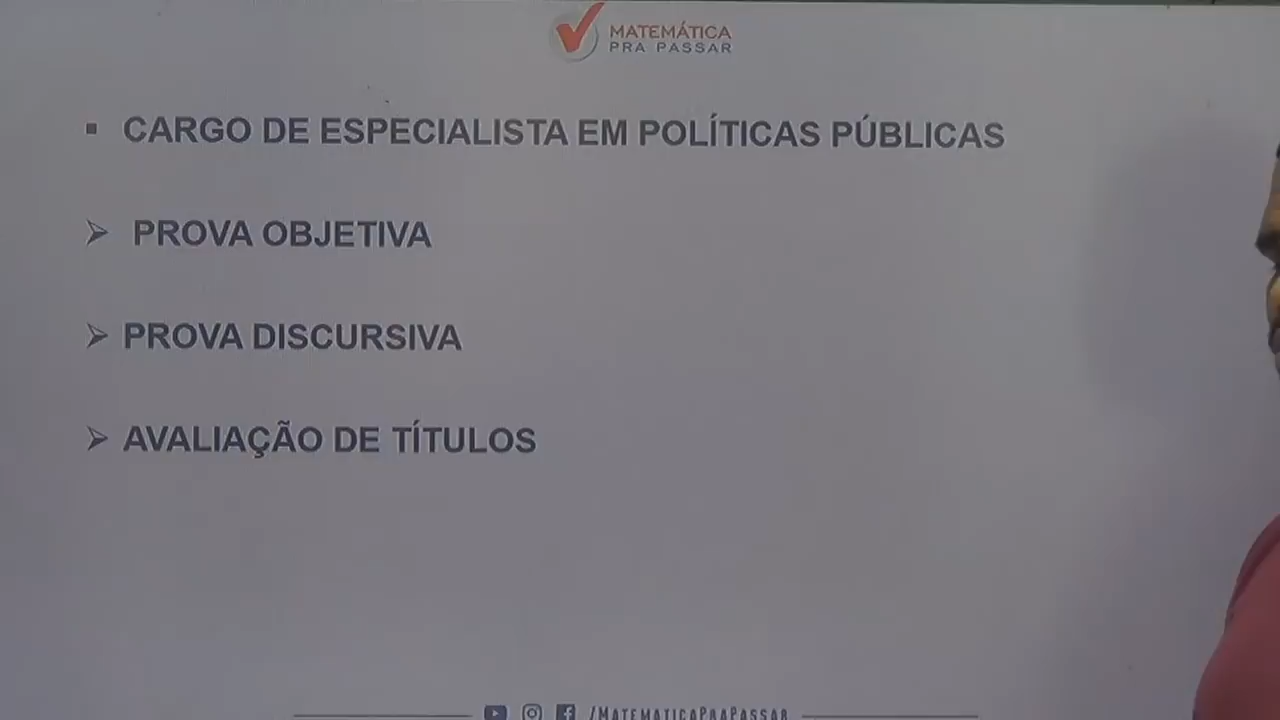 MATEMÁTICA
PRA PASSAR
CARGO DE ESPECIALISTA EM POLÍTICAS PÚBLICAS
PROVA OBJETIVA
PROVA DISCURSIVA
AVALIAÇÃO DE TÍTULOS
/MATEMATICAPRAPASSAR